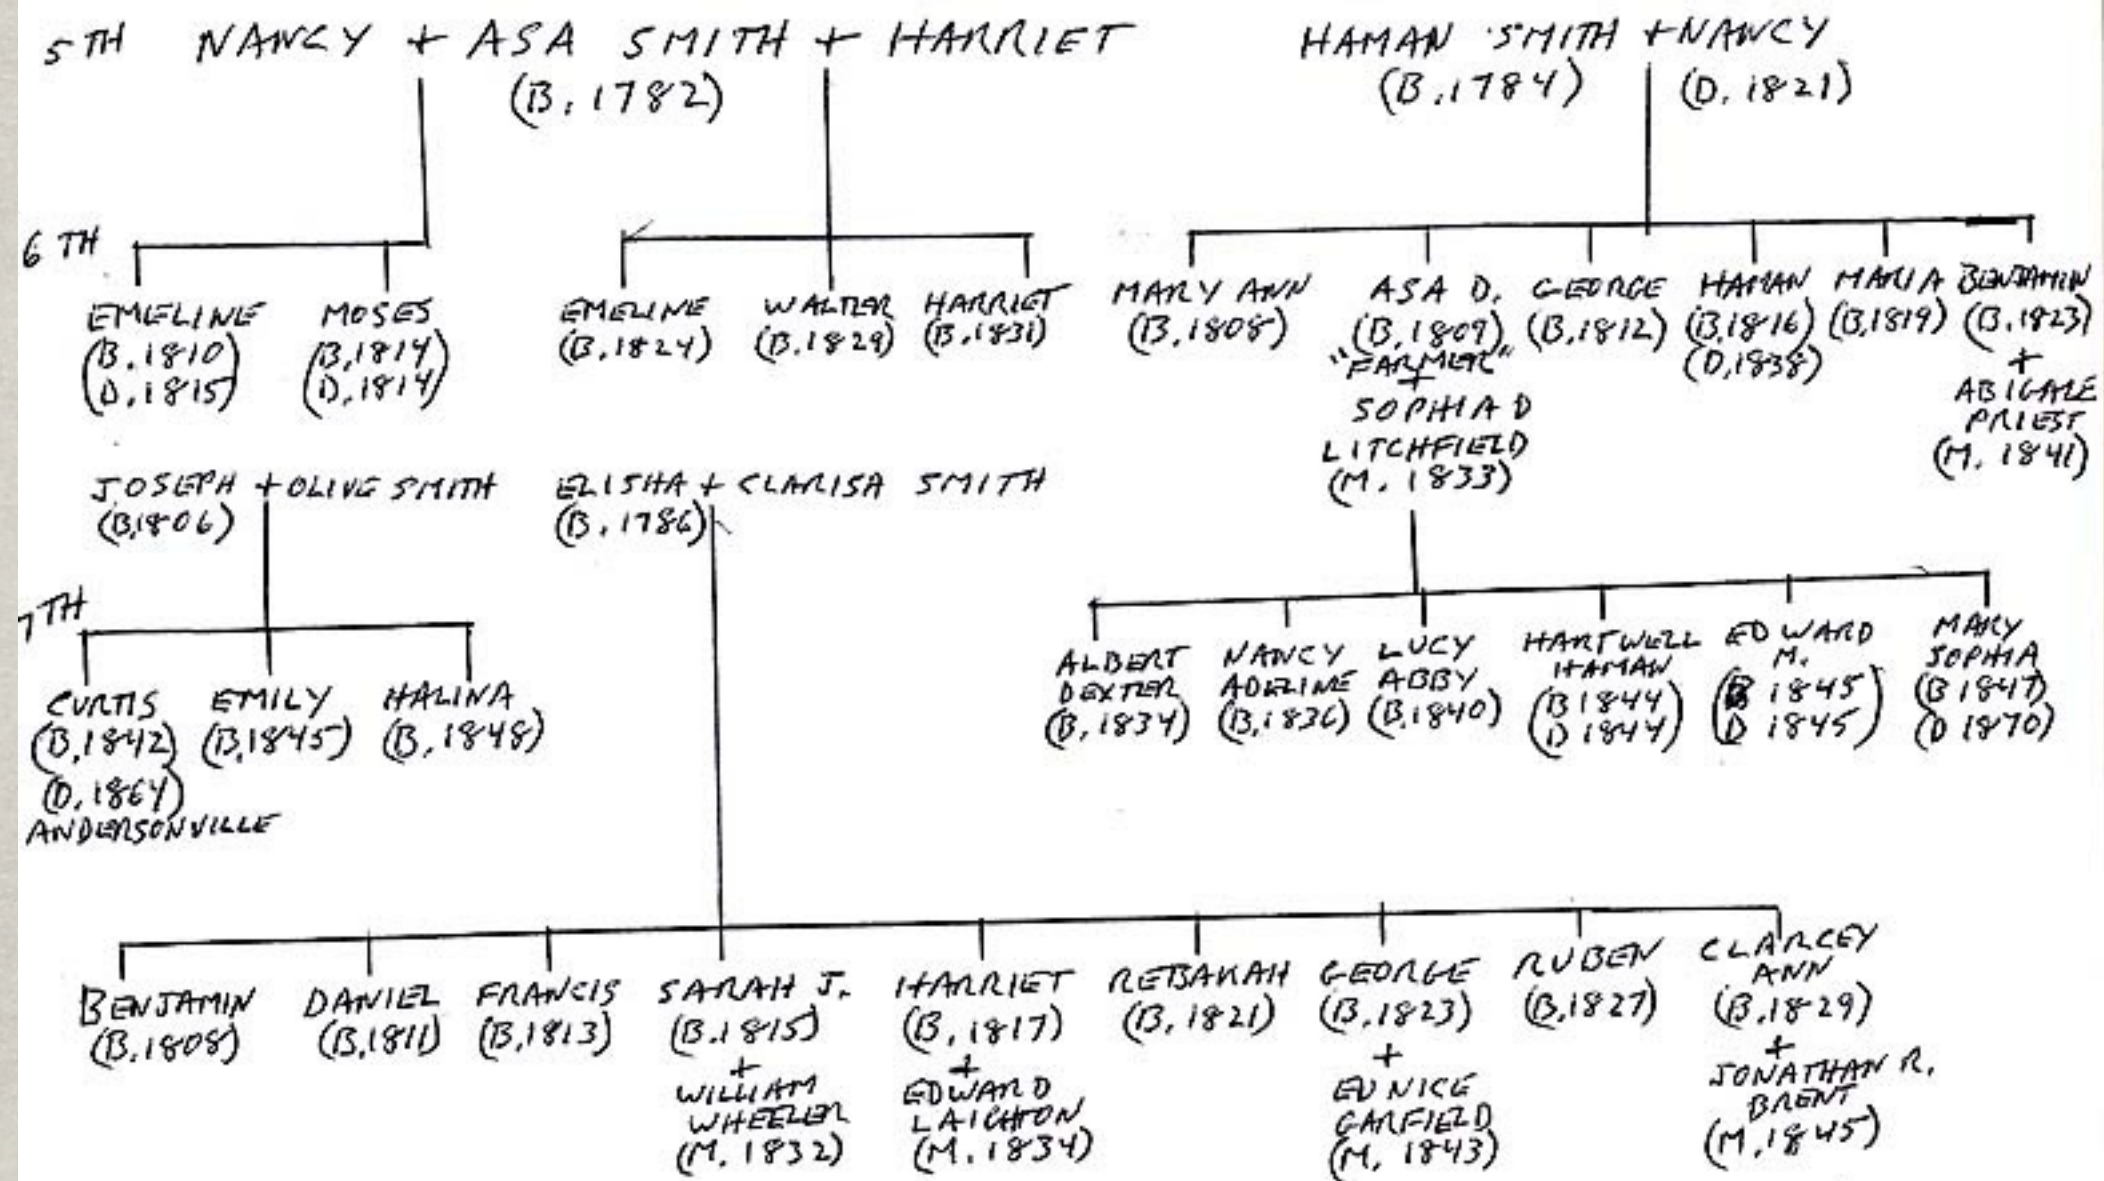 5TH NANCY + ASA SMITH + HARRIET HAMAN SMITH + NANCY
(B. 1782) (B. 1784) (D. 1821)
6TH
EMELINE MOSES EMELINE WALTER HARRIET MARY ANN ASA D. GEORGE HAMAN MARIA BENJAMIN
(B. 1810) (B. 1814) (B. 1824) (B. 1829) (B. 1831) (B. 1808) (B. 1809) (B. 1812) (B. 1816) (B. 1819) (B. 1823)
D. 1815) (D. 1814) "FARMER" (D. 1838) +
+ ABIGALE
SOPHIA D PRIEST
LITCHFIELD (M. 1841)
(M. 1833)
JOSEPH + OLIVE SMITH ELISHA + CLARISA SMITH
(B. 1806) (B. 1786)
7TH
CURTIS EMILY HALINA
(B. 1842) (B. 1845) (B. 1848)
(D. 1864)
ANDERSONVILLE
ALBERT NANCY LUCY HARTWELL EDWARD MARY
DEXTER ADELINE ABBY HAMAN M. SOPHIA
(B. 1834) (B. 1836) (B. 1840) (B 1844) (B 1845) (B 1847)
D 1844) D 1845) (D 1870)
BENJAMIN DANIEL FRANCIS SARAH J. HARRIET REBAKAH GEORGE RUBEN CLARCEY
(B. 1808) (B. 1811) (B. 1813) (B. 1815) (B. 1817) (B. 1821) (B. 1823) (B. 1827) ANN
(B. 1829)
+ + + +
WILLIAM EDWARD EUNICE JONATHAN R.
WHEELER LAIGHTON GARFIELD BRENT
(M. 1832) (M. 1834) (M. 1843) (M. 1845)